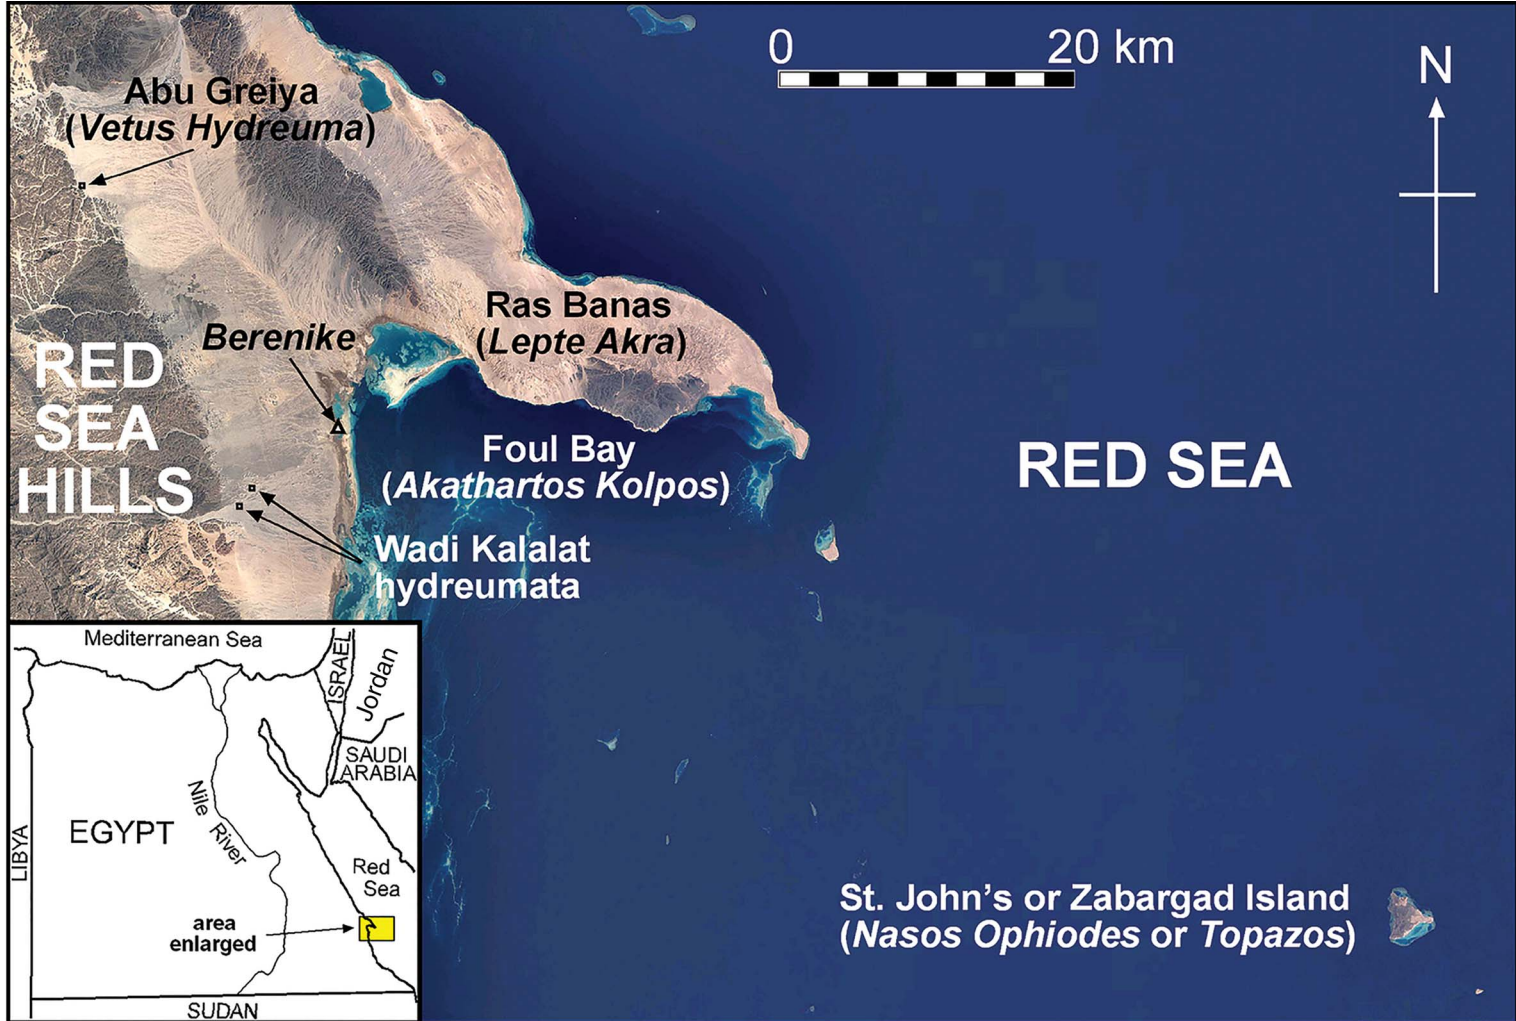 0 20 km
N
Abu Greiya
(Vetus Hydreuma)
Ras Banas
(Lepte Akra)
Berenike
RED
SEA
HILLS
Foul Bay
(Akathartos Kolpos)
RED SEA
Wadi Kalalat
hydreumata
St. John's or Zabargad Island
(Nasos Ophiodes or Topazos)
Mediterranean Sea
ISRAEL
Jordan
SAUDI
ARABIA
Nile River
EGYPT
LIBYA
Red
Sea
area
enlarged
SUDAN